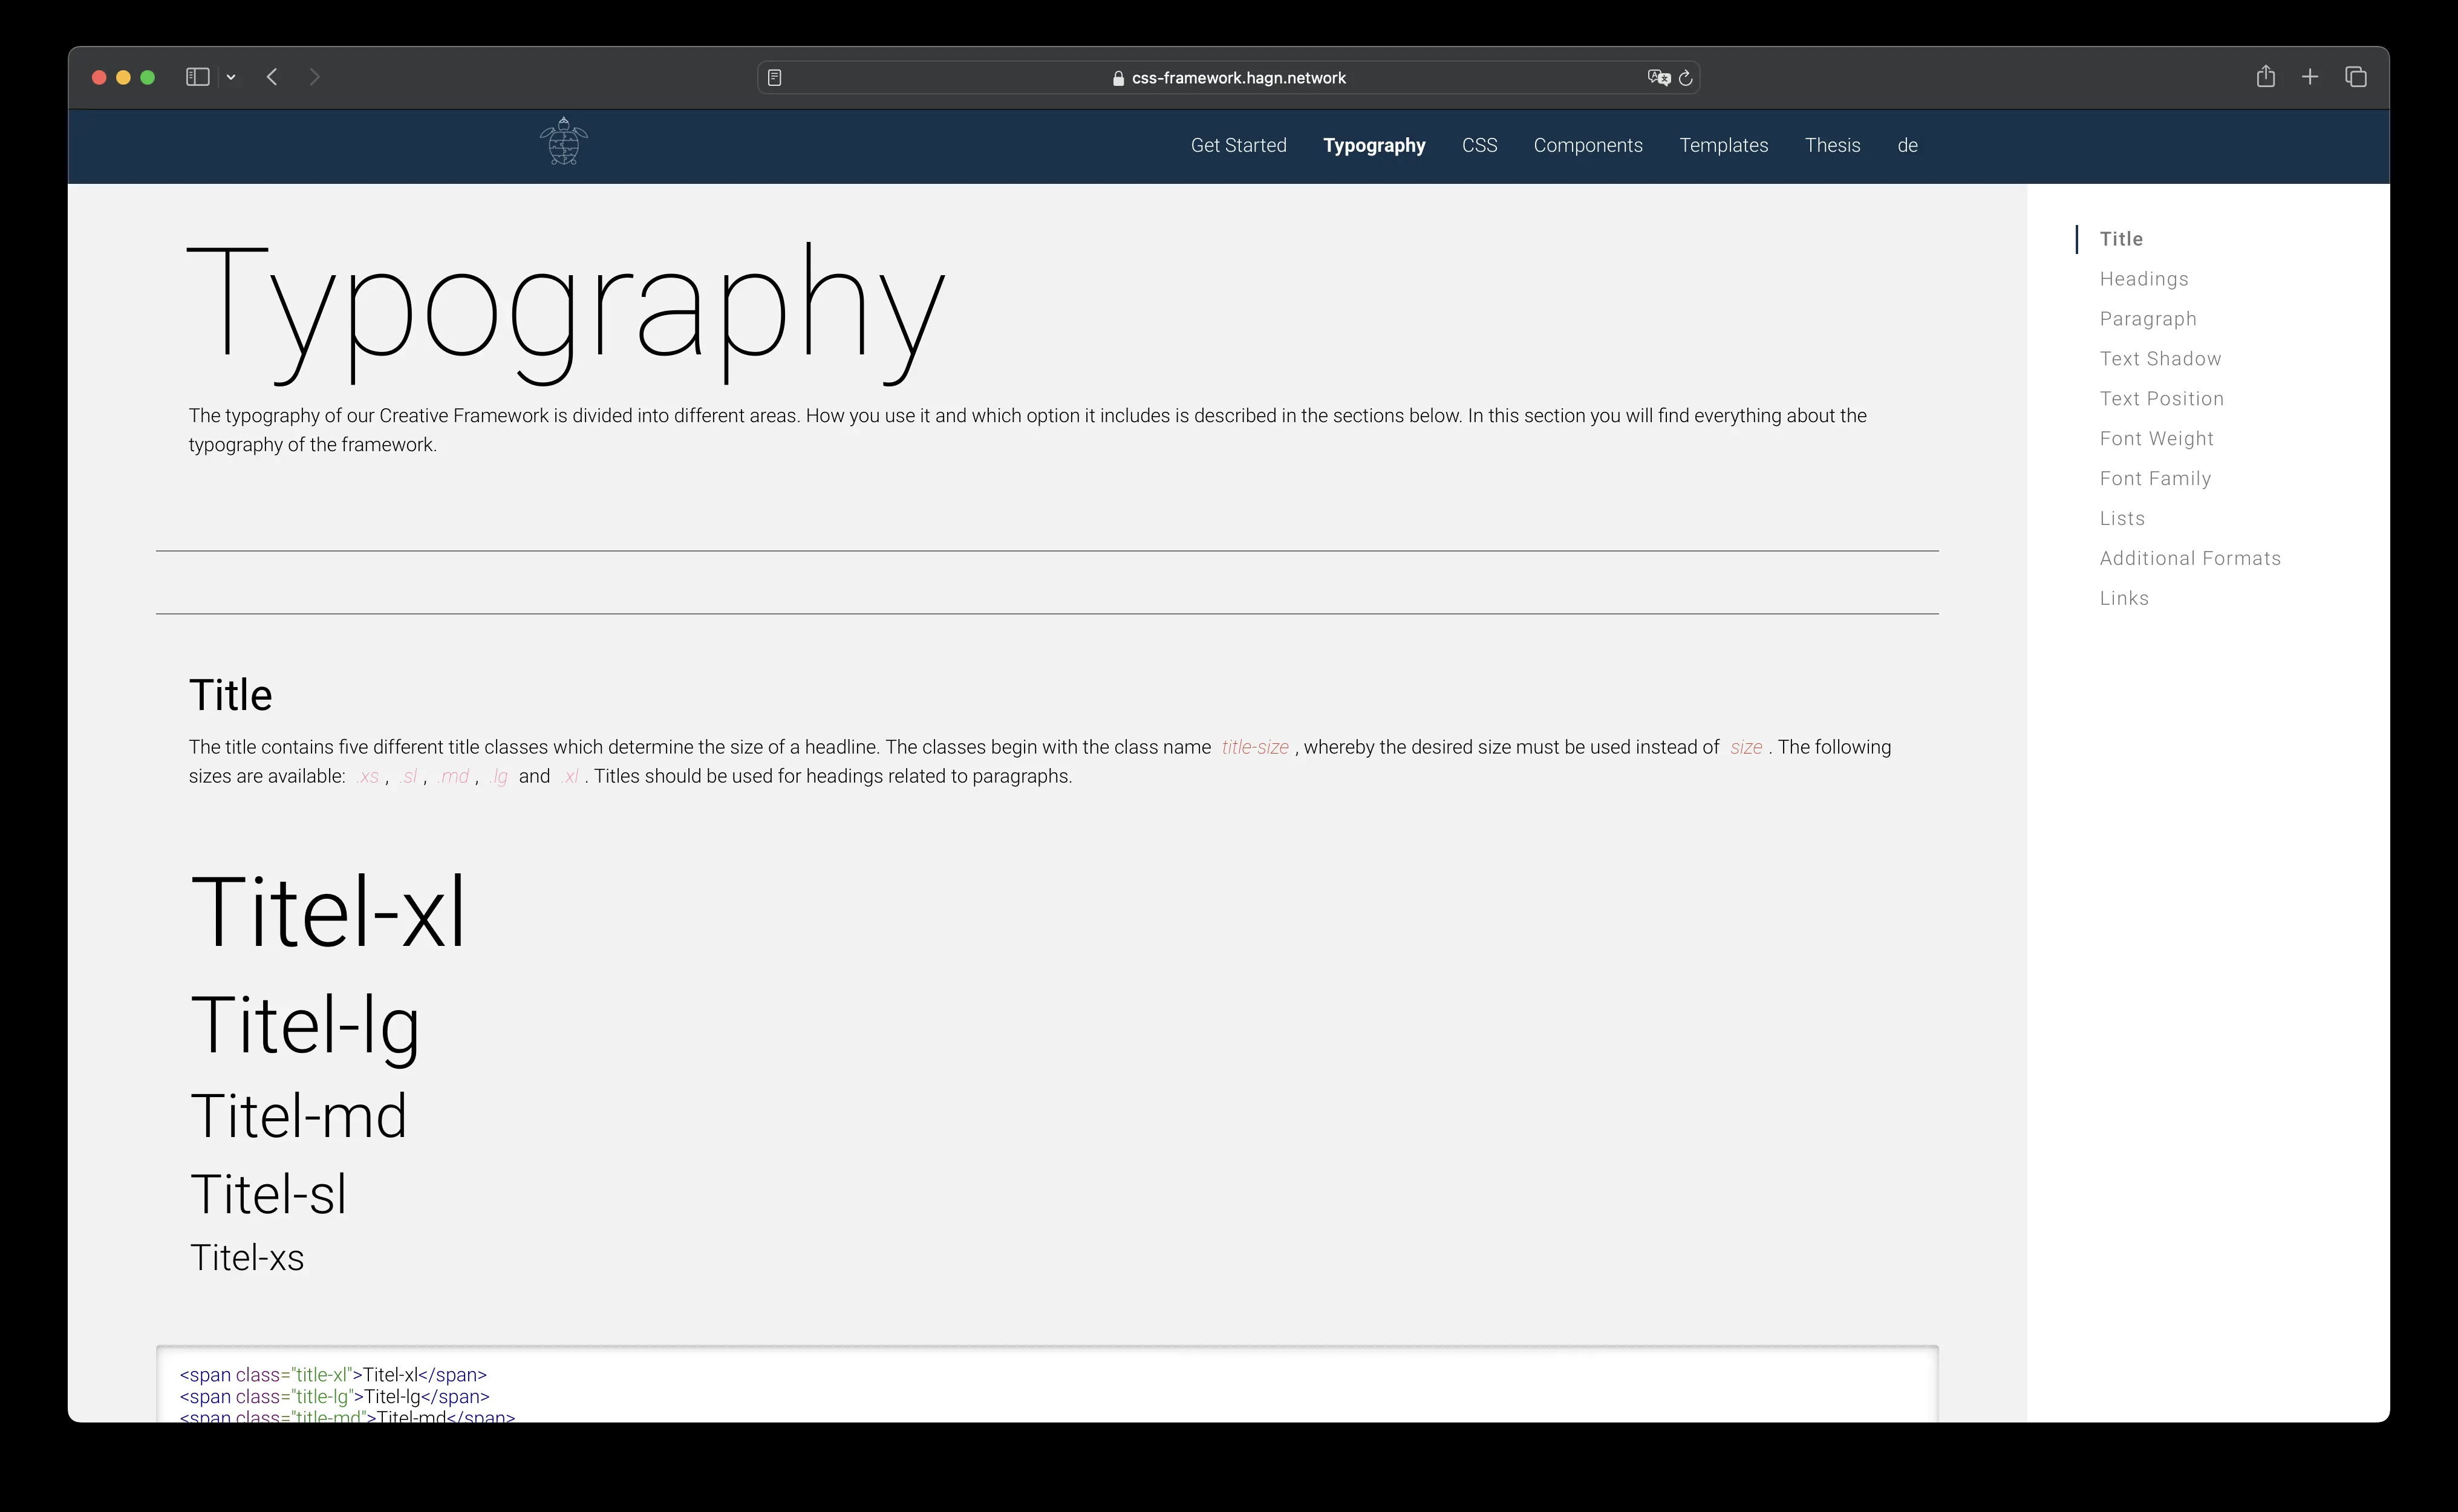 css-framework.hagn.network
Get Started Typography CSS Components Templates Thesis de
Typography
The typography of our Creative Framework is divided into different areas. How you use it and which option it includes is described in the sections below. In this section you will find everything about the
typography of the framework.
Title
The title contains five different title classes which determine the size of a headline. The classes begin with the class name title-size , whereby the desired size must be used instead of size . The following
sizes are available: .xs , .sl , .md , .lg and .xl . Titles should be used for headings related to paragraphs.
Titel-xl
Titel-lg
Titel-md
Titel-sl
Titel-xs
<span class="title-xl">Titel-xl</span>
<span class="title-lg">Titel-lg</span>
<span class="title-md">Titel-md</span>
Title
Headings
Paragraph
Text Shadow
Text Position
Font Weight
Font Family
Lists
Additional Formats
Links